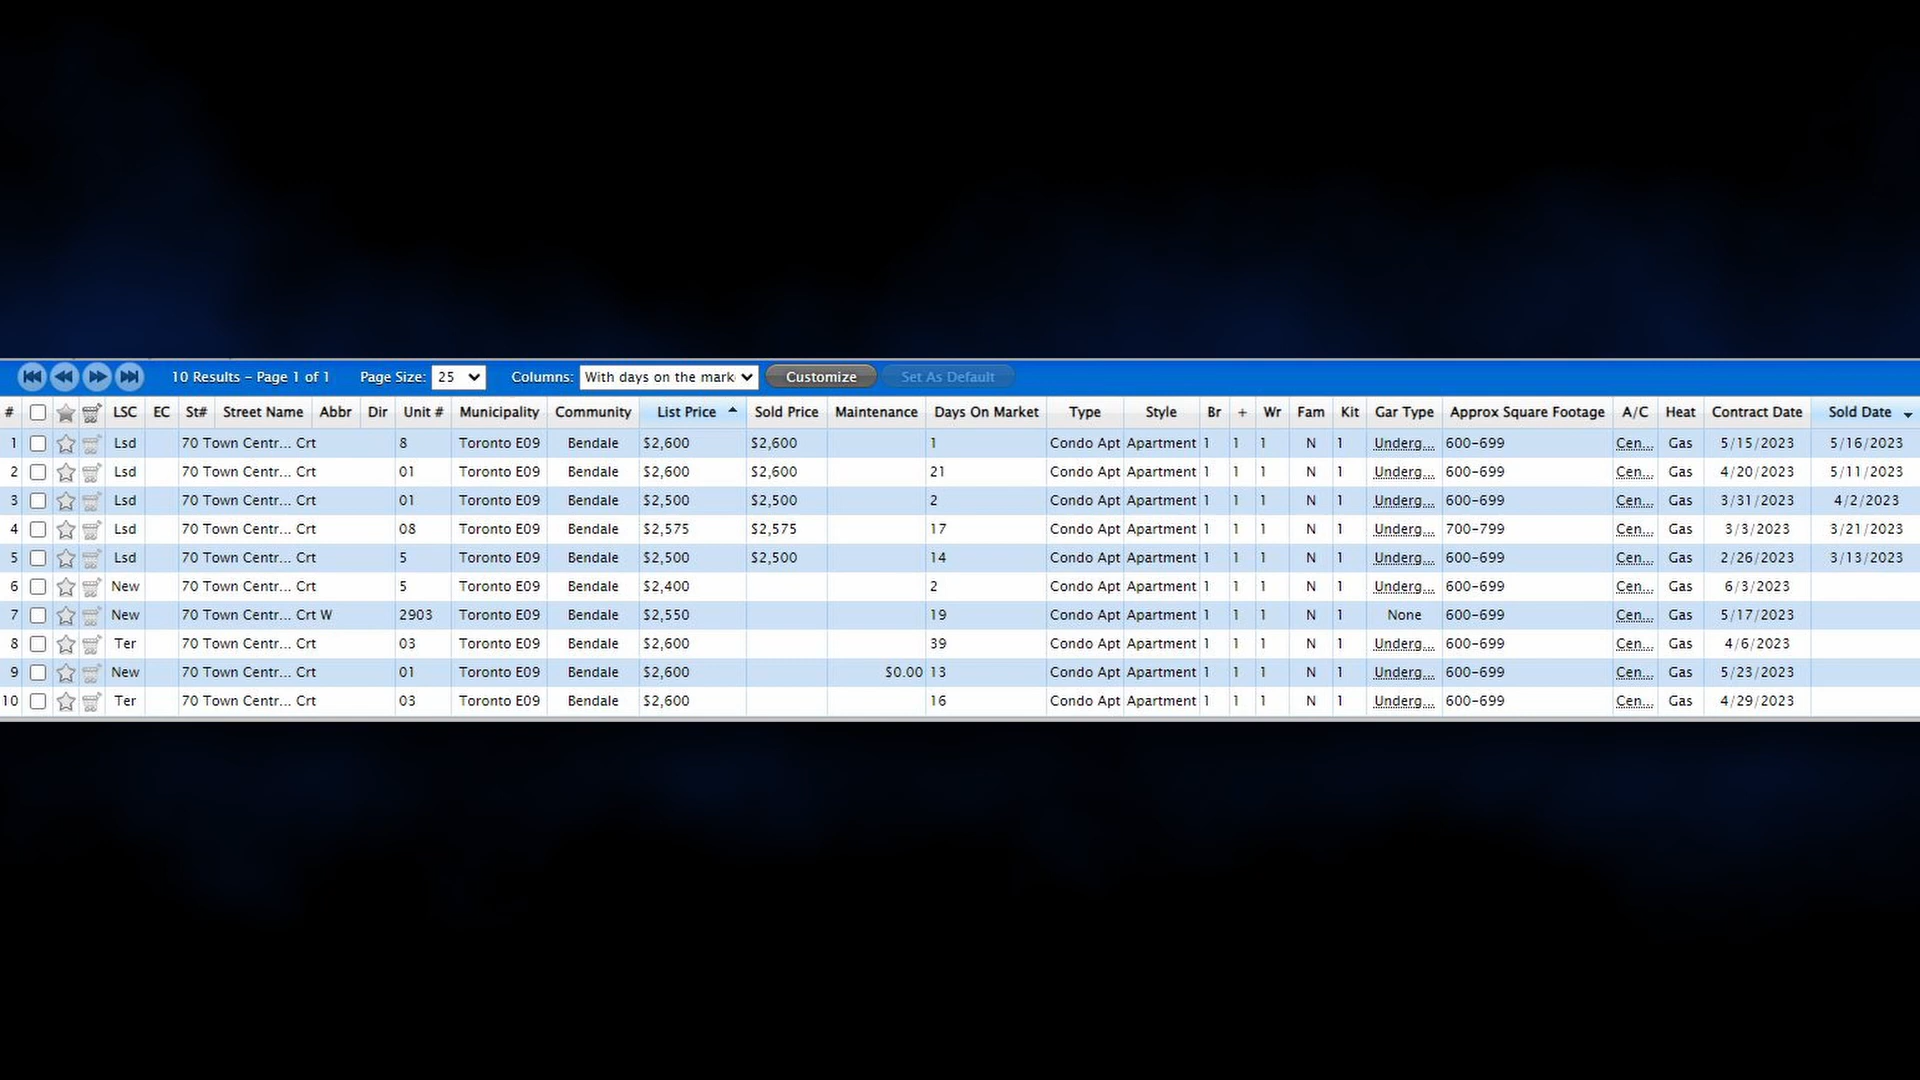 10 Results – Page 1 of 1 Page Size: 25 Columns: With days on the mark Customize Set As Default
# LSC EC St# Street Name Abbr Dir Unit # Municipality Community List Price Sold Price Maintenance Days On Market Type Style Br + Wr Fam Kit Gar Type Approx Square Footage A/C Heat Contract Date Sold Date
1 Lsd 70 Town Centr... Crt 8 Toronto E09 Bendale $2,600 $2,600 1 Condo Apt Apartment 1 1 1 N 1 Underg... 600-699 Cen... Gas 5/15/2023 5/16/2023
2 Lsd 70 Town Centr... Crt 01 Toronto E09 Bendale $2,600 $2,600 21 Condo Apt Apartment 1 1 1 N 1 Underg... 600-699 Cen... Gas 4/20/2023 5/11/2023
3 Lsd 70 Town Centr... Crt 01 Toronto E09 Bendale $2,500 $2,500 2 Condo Apt Apartment 1 1 1 N 1 Underg... 600-699 Cen... Gas 3/31/2023 4/2/2023
4 Lsd 70 Town Centr... Crt 08 Toronto E09 Bendale $2,575 $2,575 17 Condo Apt Apartment 1 1 1 N 1 Underg... 700-799 Cen... Gas 3/3/2023 3/21/2023
5 Lsd 70 Town Centr... Crt 5 Toronto E09 Bendale $2,500 $2,500 14 Condo Apt Apartment 1 1 1 N 1 Underg... 600-699 Cen... Gas 2/26/2023 3/13/2023
6 New 70 Town Centr... Crt 5 Toronto E09 Bendale $2,400 2 Condo Apt Apartment 1 1 1 N 1 Underg... 600-699 Cen... Gas 6/3/2023
7 New 70 Town Centr... Crt W 2903 Toronto E09 Bendale $2,550 19 Condo Apt Apartment 1 1 1 N 1 None 600-699 Cen... Gas 5/17/2023
8 Ter 70 Town Centr... Crt 03 Toronto E09 Bendale $2,600 39 Condo Apt Apartment 1 1 1 N 1 Underg... 600-699 Cen... Gas 4/6/2023
9 New 70 Town Centr... Crt 01 Toronto E09 Bendale $2,600 $0.00 13 Condo Apt Apartment 1 1 1 N 1 Underg... 600-699 Cen... Gas 5/23/2023
10 Ter 70 Town Centr... Crt 03 Toronto E09 Bendale $2,600 16 Condo Apt Apartment 1 1 1 N 1 Underg... 600-699 Cen... Gas 4/29/2023